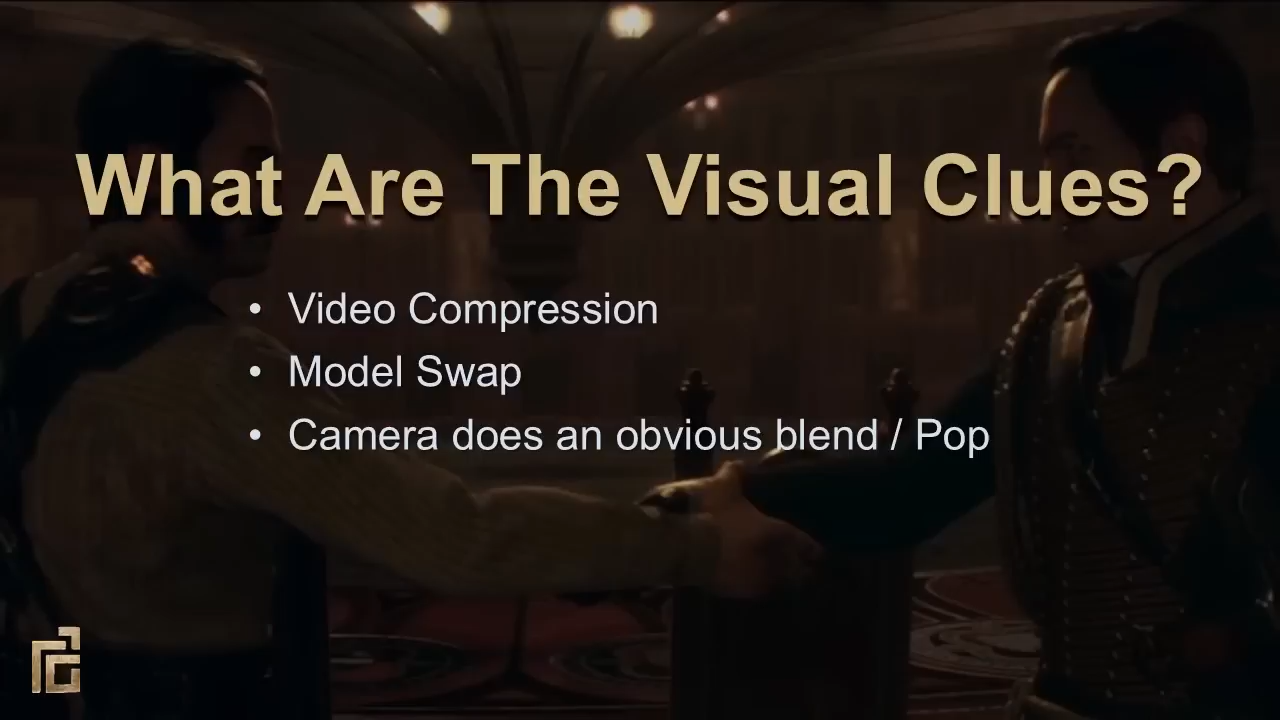 What Are The Visual Clues?
• Video Compression
• Model Swap
• Camera does an obvious blend / Pop